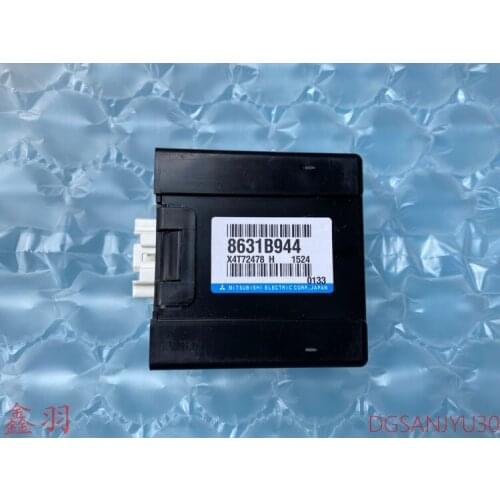 8631B944
X4T72478 H 1524
0133
MITSUBISHI ELECTRIC CORP. JAPAN
鑫羽
DGSANJYU30